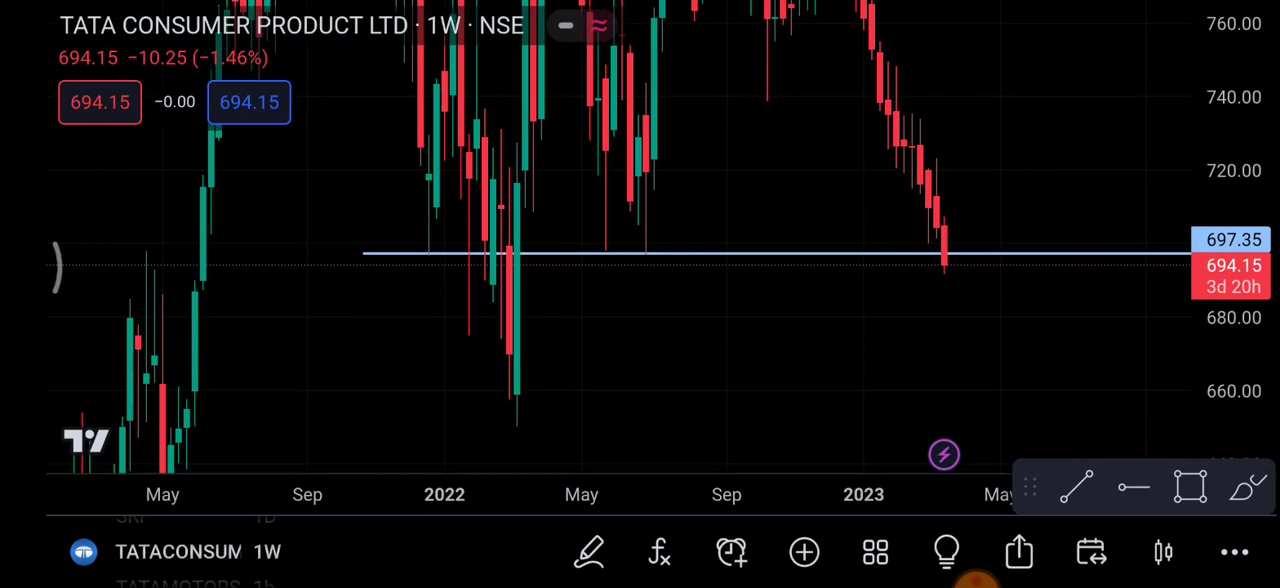 TATA CONSUMER PRODUCT LTD · 1W · NSE
694.15 −10.25 (−1.46%)
694.15 −0.00 694.15
760.00
740.00
720.00
697.35
694.15
3d 20h
680.00
660.00
May Sep 2022 May Sep 2023 May
TATACONSUM 1W
TATAMOTORS 1h